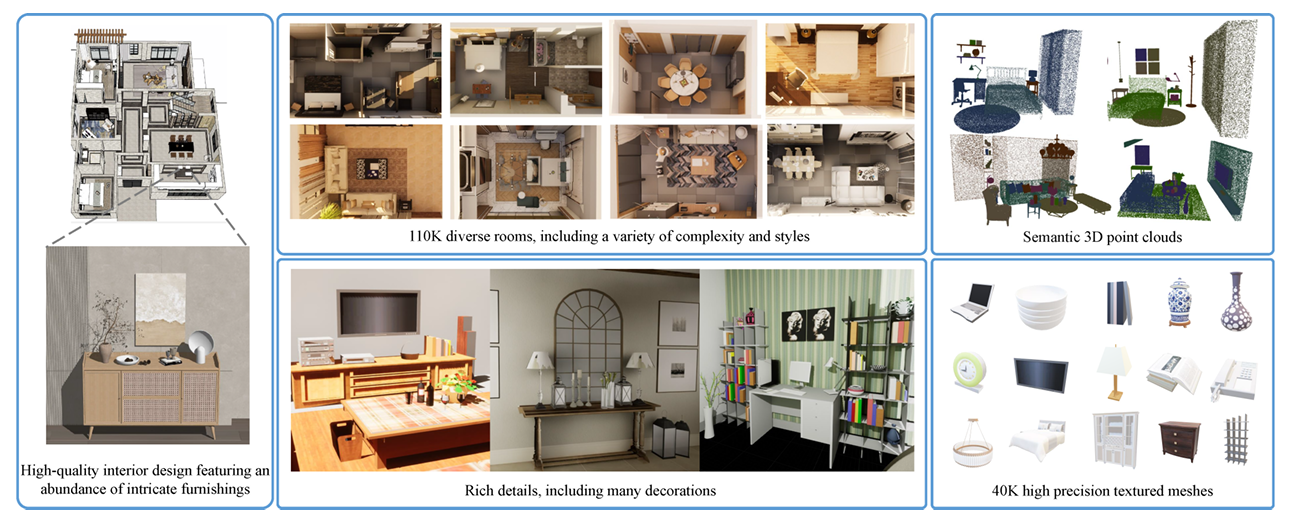 High-quality interior design featuring an
abundance of intricate furnishings
110K diverse rooms, including a variety of complexity and styles
Rich details, including many decorations
Semantic 3D point clouds
40K high precision textured meshes